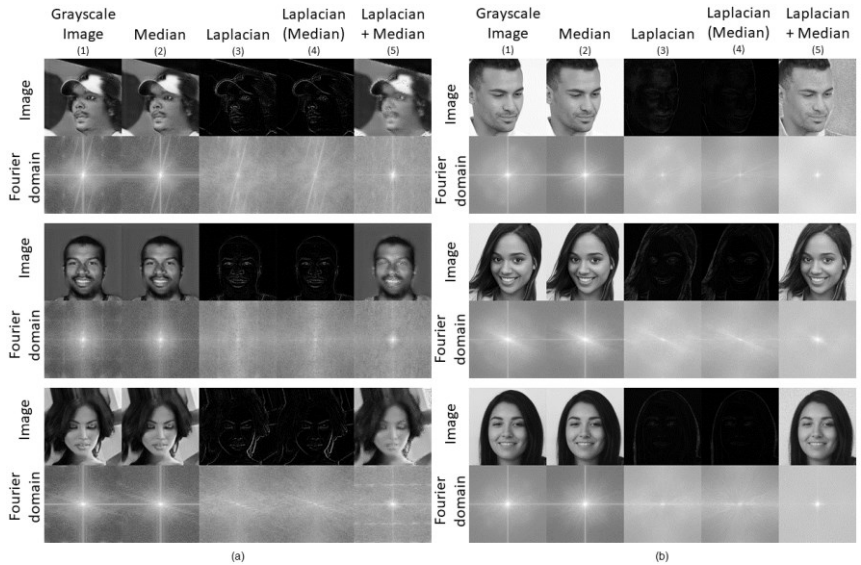 Grayscale Image (1)
Median (2)
Laplacian (3)
Laplacian (Median) (4)
Laplacian + Median (5)
Image
Fourier domain
Image
Fourier domain
Image
Fourier domain
(a)
Grayscale Image (1)
Median (2)
Laplacian (3)
Laplacian (Median) (4)
Laplacian + Median (5)
Image
Fourier domain
Image
Fourier domain
Image
Fourier domain
(b)